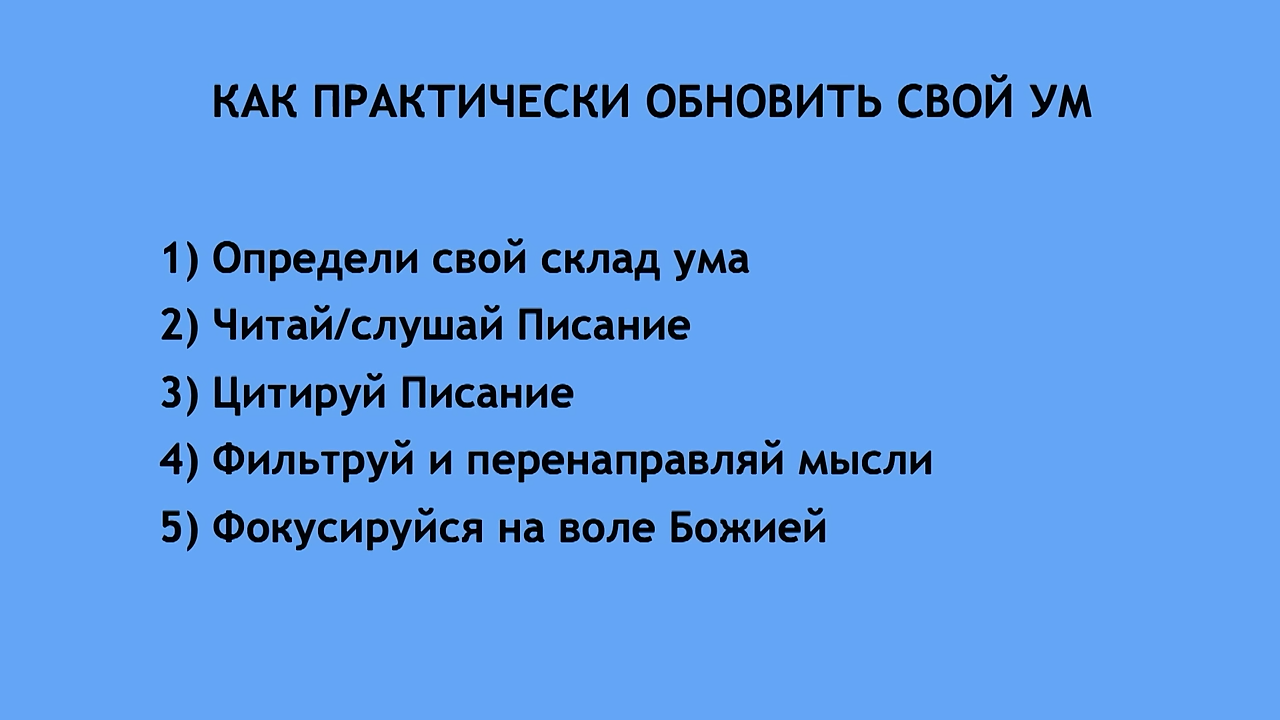 КАК ПРАКТИЧЕСКИ ОБНОВИТЬ СВОЙ УМ
1) Определи свой склад ума
2) Читай/слушай Писание
3) Цитируй Писание
4) Фильтруй и перенаправляй мысли
5) Фокусируйся на воле Божией